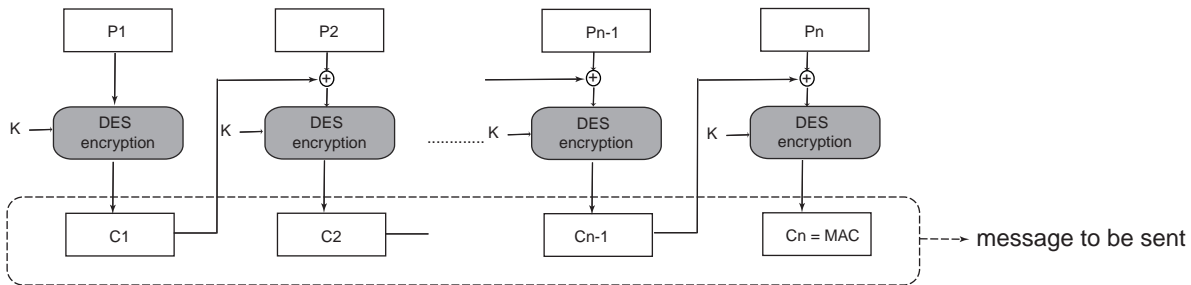 P1
P2
Pn-1
Pn
K
DES
encryption
K
DES
encryption
............
K
DES
encryption
K
DES
encryption
C1
C2
Cn-1
Cn = MAC
message to be sent